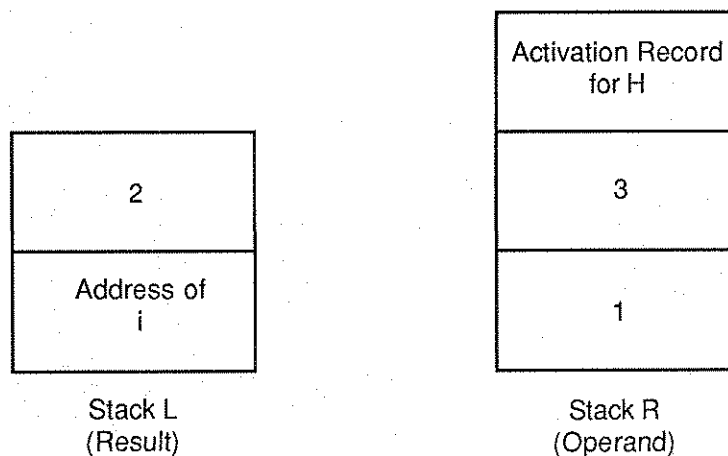 2
Address of
i
Stack L
(Result)
Activation Record
for H
3
1
Stack R
(Operand)